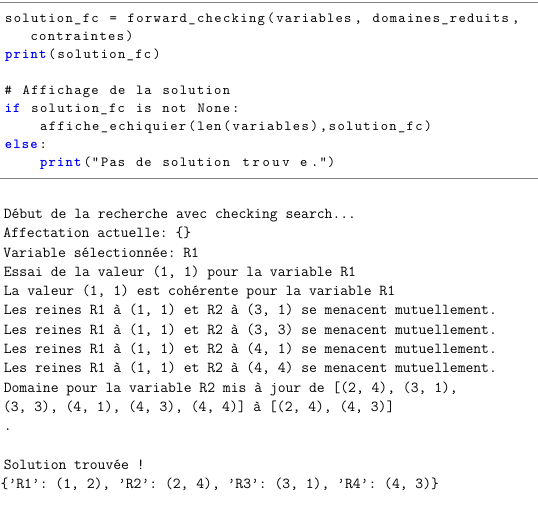 solution_fc = forward_checking(variables, domaines_reduits,
contraintes)
print(solution_fc)
# Affichage de la solution
if solution_fc is not None:
affiche_echiquier(len(variables),solution_fc)
else:
print("Pas de solution trouv e.")
Début de la recherche avec checking search...
Affectation actuelle: {}
Variable sélectionnée: R1
Essai de la valeur (1, 1) pour la variable R1
La valeur (1, 1) est cohérente pour la variable R1
Les reines R1 à (1, 1) et R2 à (3, 1) se menacent mutuellement.
Les reines R1 à (1, 1) et R2 à (3, 3) se menacent mutuellement.
Les reines R1 à (1, 1) et R2 à (4, 1) se menacent mutuellement.
Les reines R1 à (1, 1) et R2 à (4, 4) se menacent mutuellement.
Domaine pour la variable R2 mis à jour de [(2, 4), (3, 1),
(3, 3), (4, 1), (4, 3), (4, 4)] à [(2, 4), (4, 3)]
.
Solution trouvée !
{'R1': (1, 2), 'R2': (2, 4), 'R3': (3, 1), 'R4': (4, 3)}